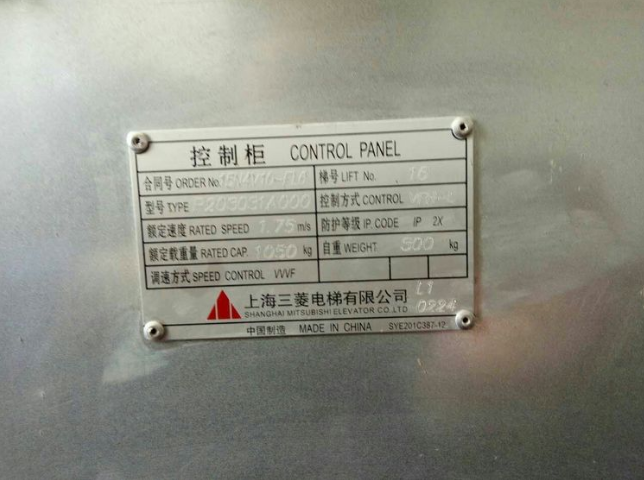 控制柜 CONTROL PANEL
合同号 ORDER No. 梯号 LIFT No. 16
型号 TYPE 控制方式 CONTROL
额定速度 RATED SPEED 1.75 m/s 防护等级 IP CODE IP 2X
额定载重量 RATED CAP. 1050 kg 自重 WEIGHT kg
调速方式 SPEED CONTROL VVVF
上海三菱电梯有限公司 L1
SHANGHAI MITSUBISHI ELEVATOR CO.LTD 0224
中国制造 MADE IN CHINA SYE201C387-12